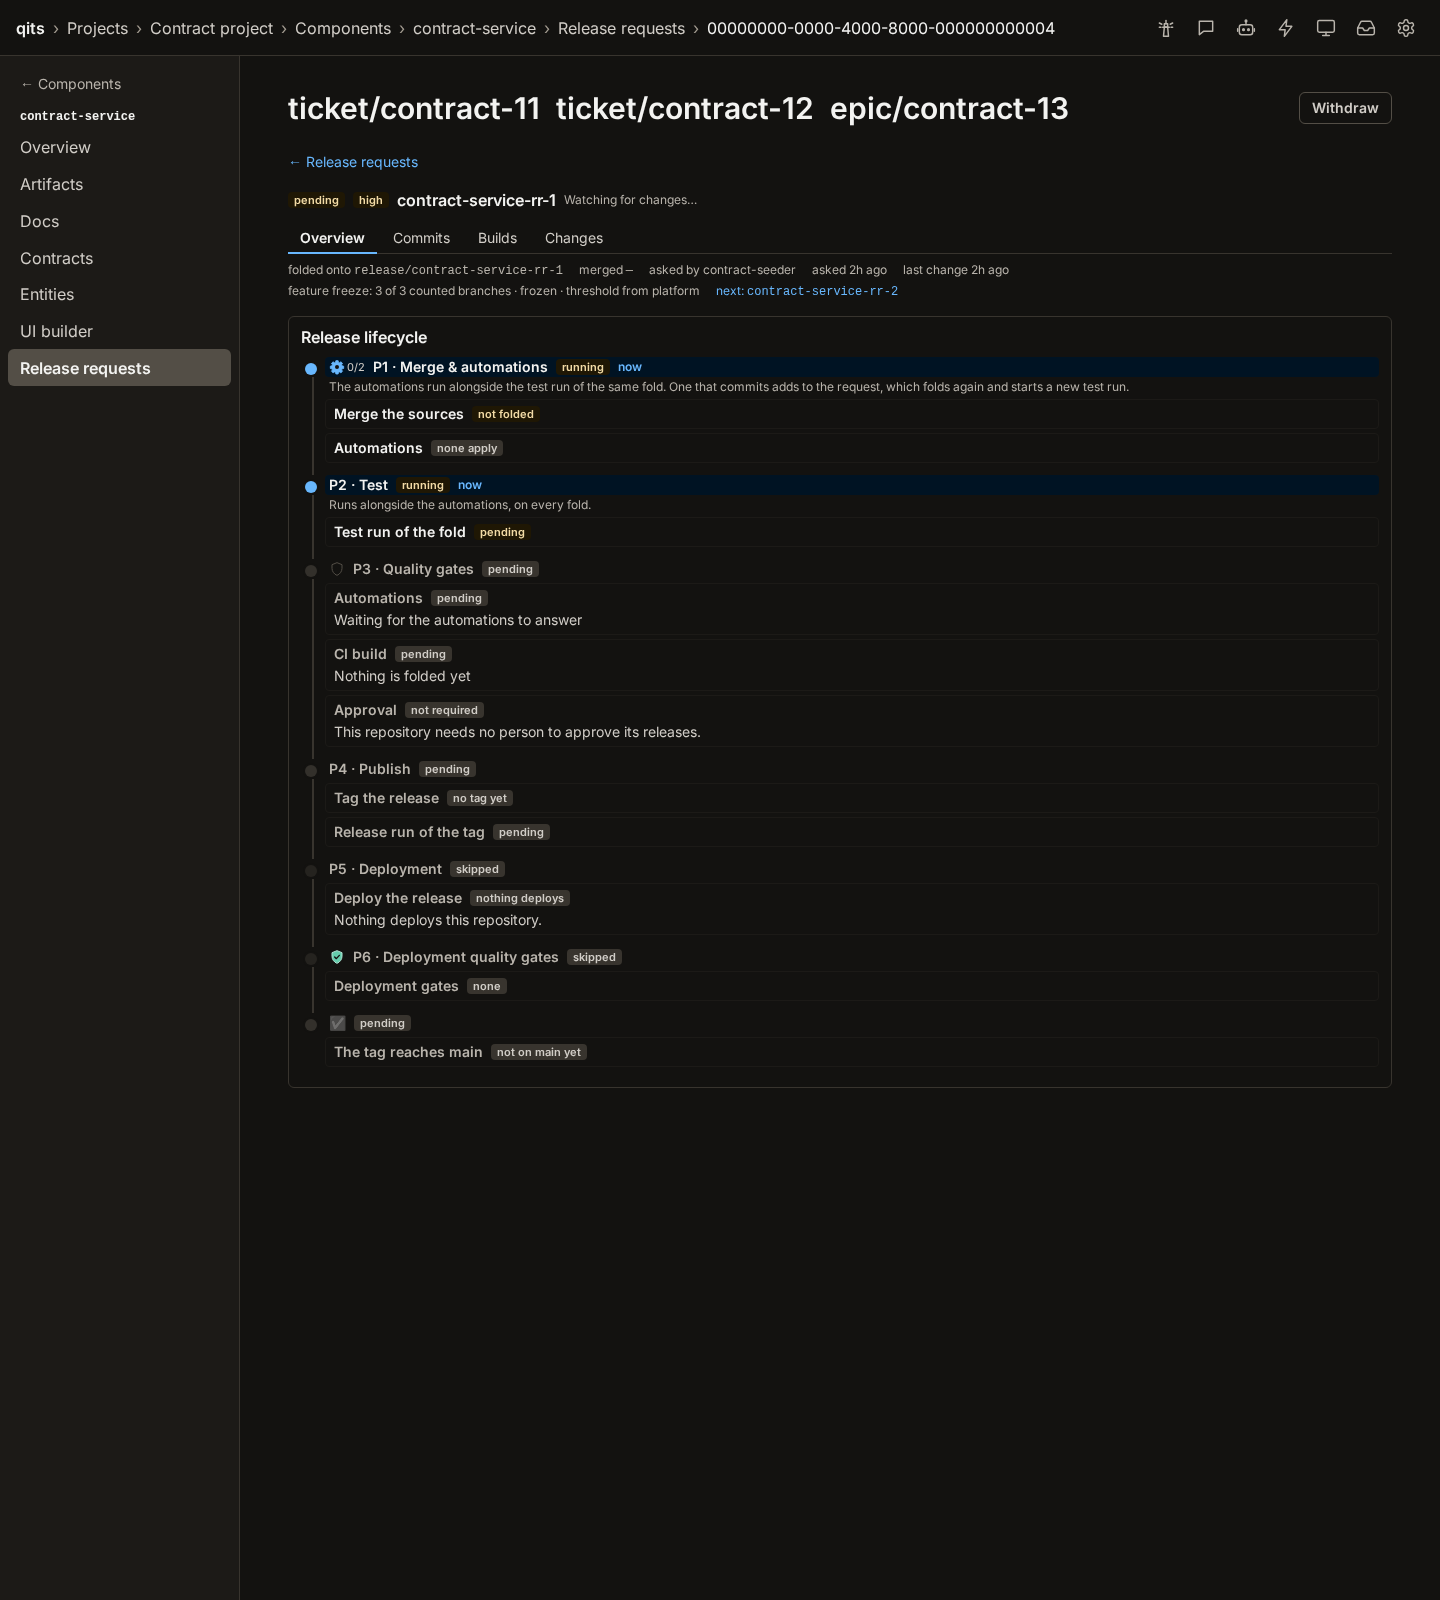 qits › Projects › Contract project › Components › contract-service › Release requests › 00000000-0000-4000-8000-000000000004
← Components
contract-service
Overview
Artifacts
Docs
Contracts
Entities
UI builder
Release requests
ticket/contract-11 ticket/contract-12 epic/contract-13
Withdraw
← Release requests
pending high contract-service-rr-1 Watching for changes…
Overview Commits Builds Changes
folded onto release/contract-service-rr-1 merged — asked by contract-seeder asked 2h ago last change 2h ago
feature freeze: 3 of 3 counted branches · frozen · threshold from platform next: contract-service-rr-2
Release lifecycle
0/2 P1 · Merge & automations running now
The automations run alongside the test run of the same fold. One that commits adds to the request, which folds again and starts a new test run.
Merge the sources not folded
Automations none apply
P2 · Test running now
Runs alongside the automations, on every fold.
Test run of the fold pending
P3 · Quality gates pending
Automations pending
Waiting for the automations to answer
CI build pending
Nothing is folded yet
Approval not required
This repository needs no person to approve its releases.
P4 · Publish pending
Tag the release no tag yet
Release run of the tag pending
P5 · Deployment skipped
Deploy the release nothing deploys
Nothing deploys this repository.
P6 · Deployment quality gates skipped
Deployment gates none
pending
The tag reaches main not on main yet